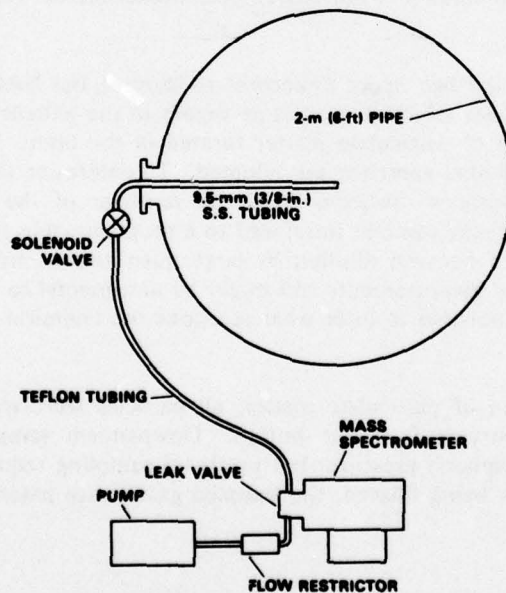 2-m (6-ft) PIPE
9.5-mm (3/8-in.)
S.S. TUBING
SOLENOID
VALVE
TEFLON TUBING
MASS
SPECTROMETER
LEAK VALVE
PUMP
FLOW RESTRICTOR